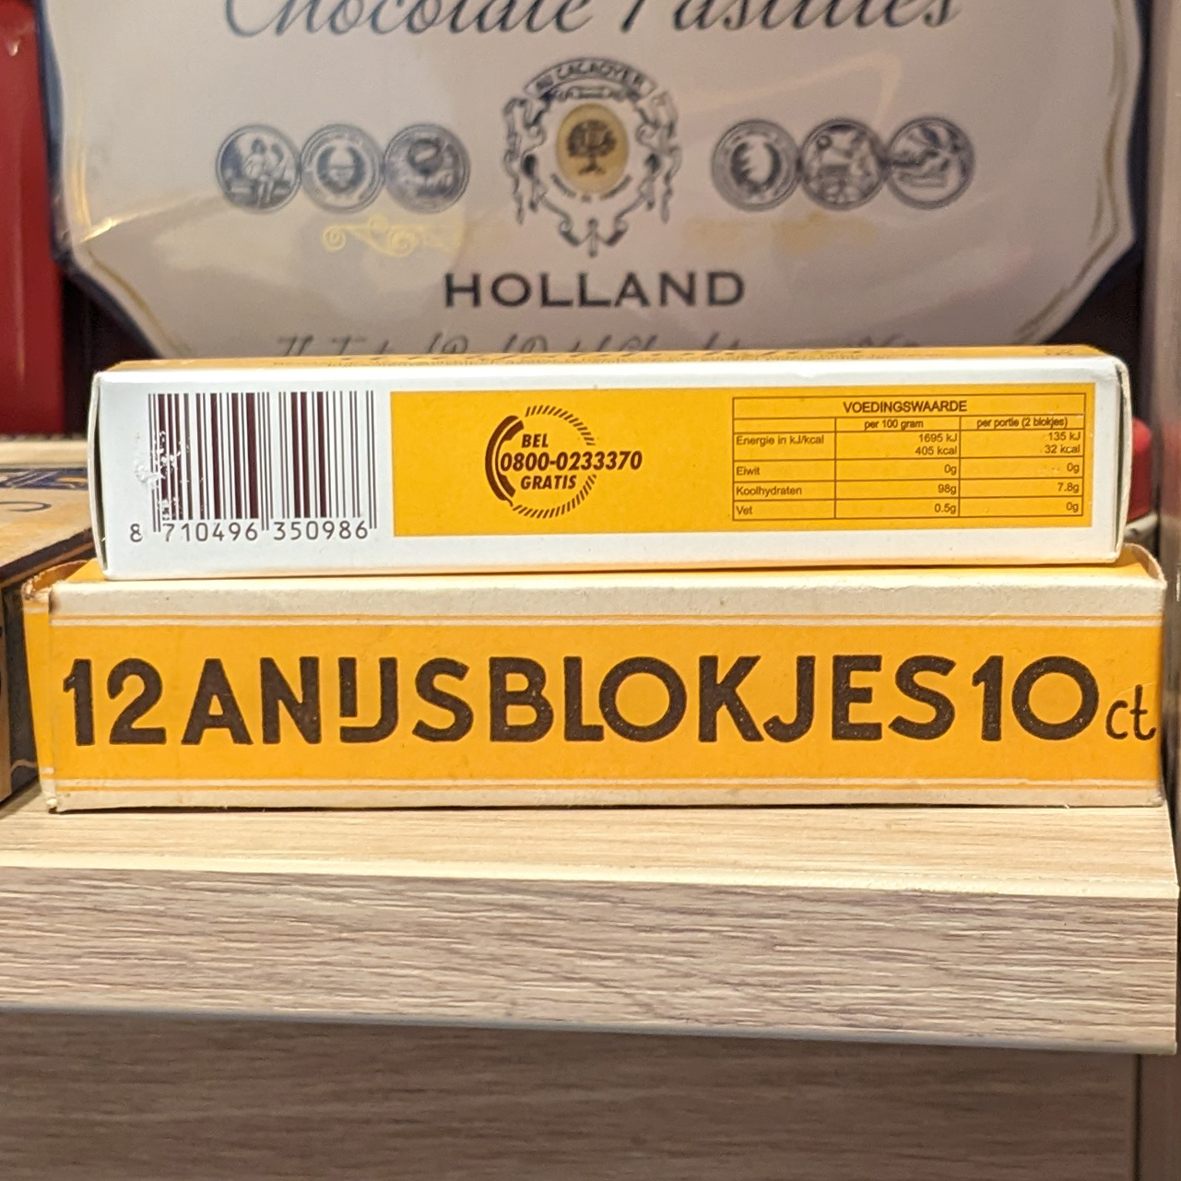 Chocolate Pastilles
AU CACAOYER
HOLLAND
8 710496 350986
BEL
0800-0233370
GRATIS
VOEDINGSWAARDE
per 100 gram per portie (2 blokjes)
Energie in kJ/kcal 1695 kJ 135 kJ
405 kcal 32 kcal
Eiwit 0g 0g
Koolhydraten 98g 7.8g
Vet 0.5g 0g
12 ANIJSBLOKJES 10 ct